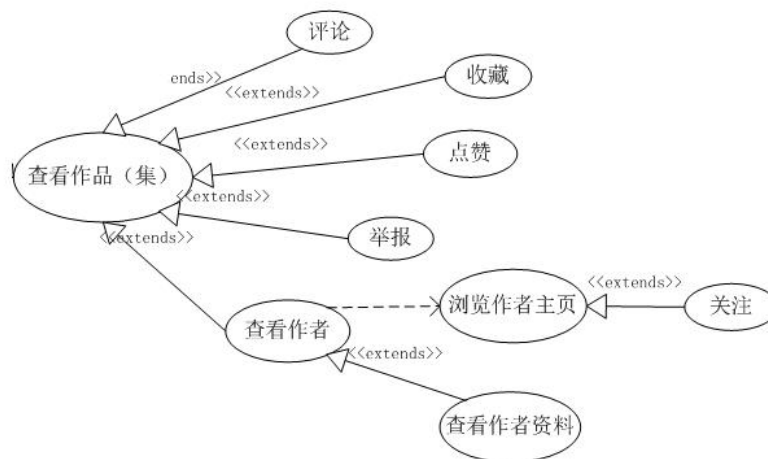 评论
ends>>
收藏
<<extends>>
<<extends>>
点赞
查看作品（集）
<<extends>>
举报
<<extends>>
<<extends>>
浏览作者主页
关注
查看作者
<<extends>>
查看作者资料